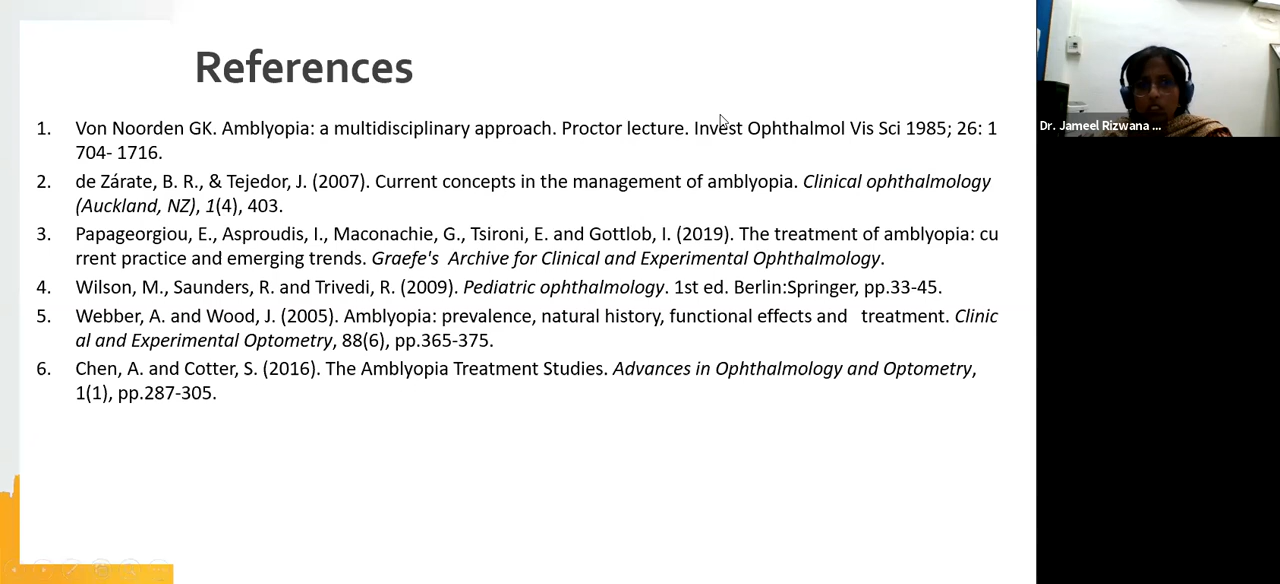 References
1. Von Noorden GK. Amblyopia: a multidisciplinary approach. Proctor lecture. Invest Ophthalmol Vis Sci 1985; 26: 1
704- 1716.
2. de Zárate, B. R., & Tejedor, J. (2007). Current concepts in the management of amblyopia. Clinical ophthalmology
(Auckland, NZ), 1(4), 403.
3. Papageorgiou, E., Asproudis, I., Maconachie, G., Tsironi, E. and Gottlob, I. (2019). The treatment of amblyopia: cu
rrent practice and emerging trends. Graefe's Archive for Clinical and Experimental Ophthalmology.
4. Wilson, M., Saunders, R. and Trivedi, R. (2009). Pediatric ophthalmology. 1st ed. Berlin:Springer, pp.33-45.
5. Webber, A. and Wood, J. (2005). Amblyopia: prevalence, natural history, functional effects and treatment. Clinic
al and Experimental Optometry, 88(6), pp.365-375.
6. Chen, A. and Cotter, S. (2016). The Amblyopia Treatment Studies. Advances in Ophthalmology and Optometry,
1(1), pp.287-305.
Dr. Jameel Rizwana ...